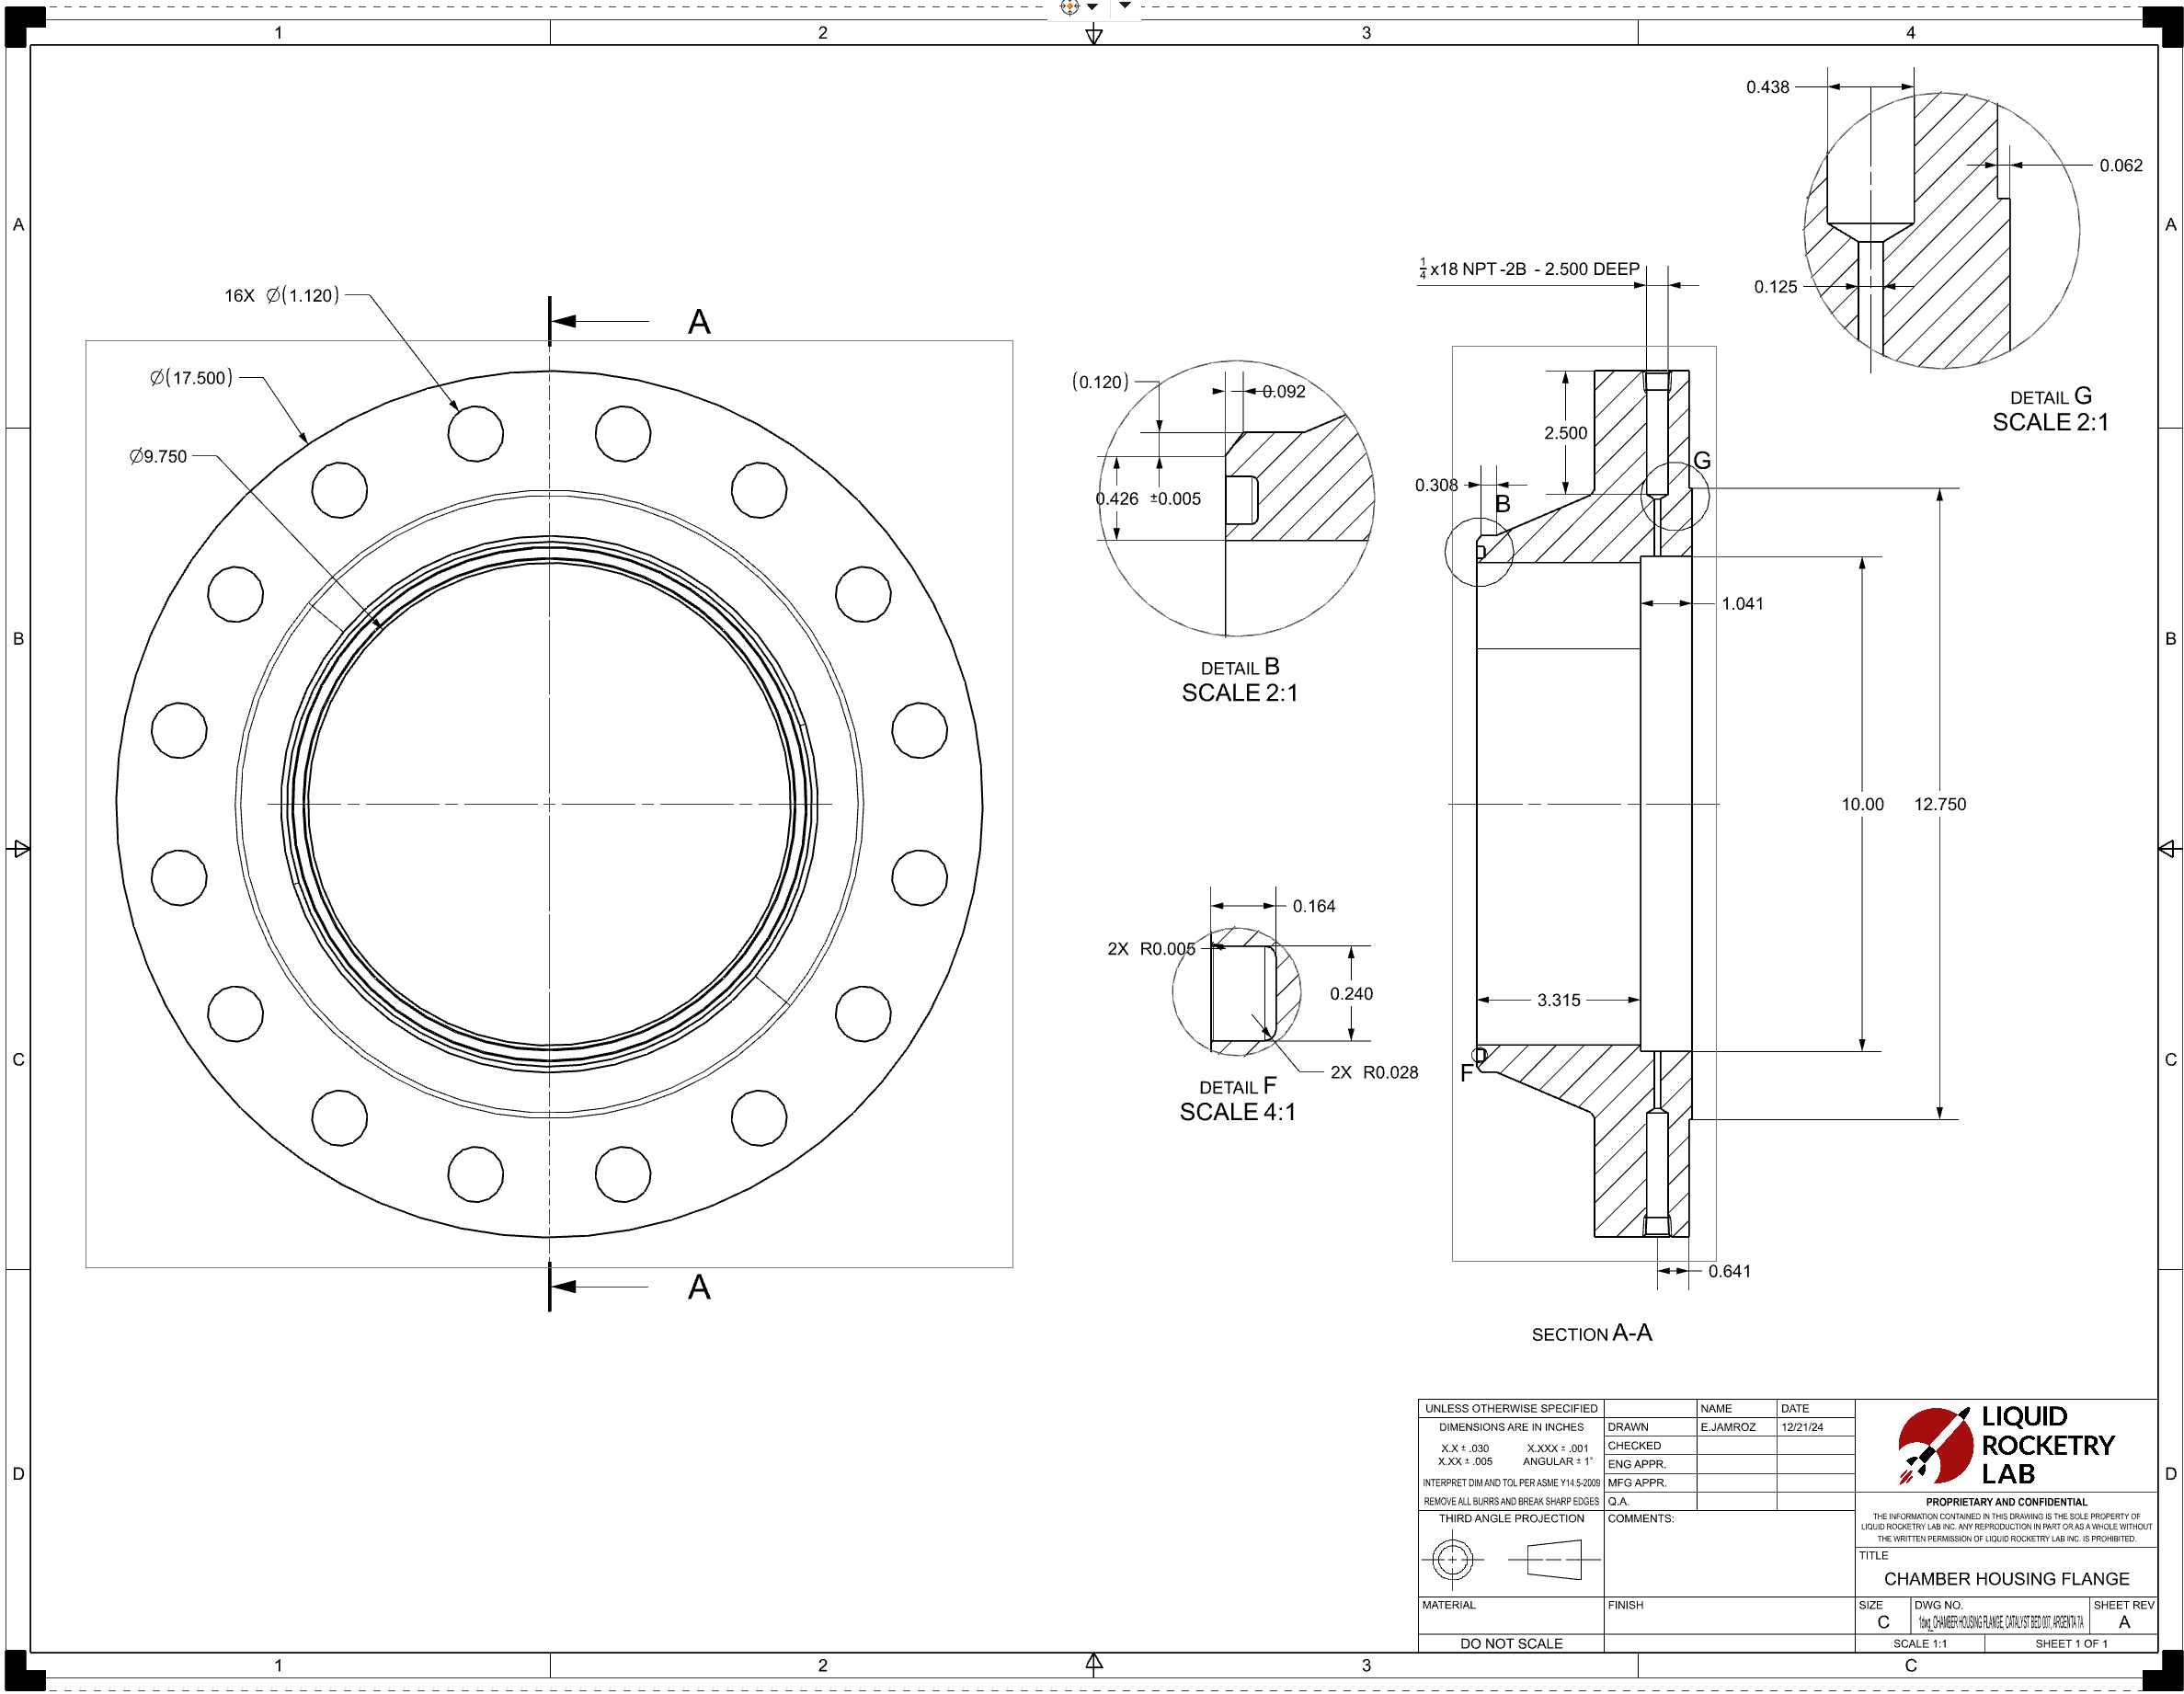 1 2 3 4
A A
B B
C C
D D
1 2 3 C
0.438
0.062
0.125
DETAIL G
SCALE 2:1
16X ∅(1.120)
∅(17.500)
∅9.750
A
A
(0.120)
0.092
0.426 ±0.005
DETAIL B
SCALE 2:1
1/4 x18 NPT -2B - 2.500 DEEP
2.500
0.308
B
G
1.041
10.00 12.750
3.315
F
0.641
SECTION A-A
0.164
2X R0.005
0.240
2X R0.028
DETAIL F
SCALE 4:1
UNLESS OTHERWISE SPECIFIED
DIMENSIONS ARE IN INCHES
X.X ± .030 X.XXX ± .001
X.XX ± .005 ANGULAR ± 1°
INTERPRET DIM AND TOL PER ASME Y14.5-2009
REMOVE ALL BURRS AND BREAK SHARP EDGES
THIRD ANGLE PROJECTION
MATERIAL
DO NOT SCALE
NAME DATE
DRAWN E.JAMROZ 12/21/24
CHECKED
ENG APPR.
MFG APPR.
Q.A.
COMMENTS:
FINISH
LIQUID
ROCKETRY
LAB
PROPRIETARY AND CONFIDENTIAL
THE INFORMATION CONTAINED IN THIS DRAWING IS THE SOLE PROPERTY OF
LIQUID ROCKETRY LAB INC. ANY REPRODUCTION IN PART OR AS A WHOLE WITHOUT
THE WRITTEN PERMISSION OF LIQUID ROCKETRY LAB INC. IS PROHIBITED.
TITLE
CHAMBER HOUSING FLANGE
SIZE DWG NO. SHEET REV
C 1dwg_CHAMBER HOUSING FLANGE, CATALYST BED.007, ARGENTA 7A A
SCALE 1:1 SHEET 1 OF 1